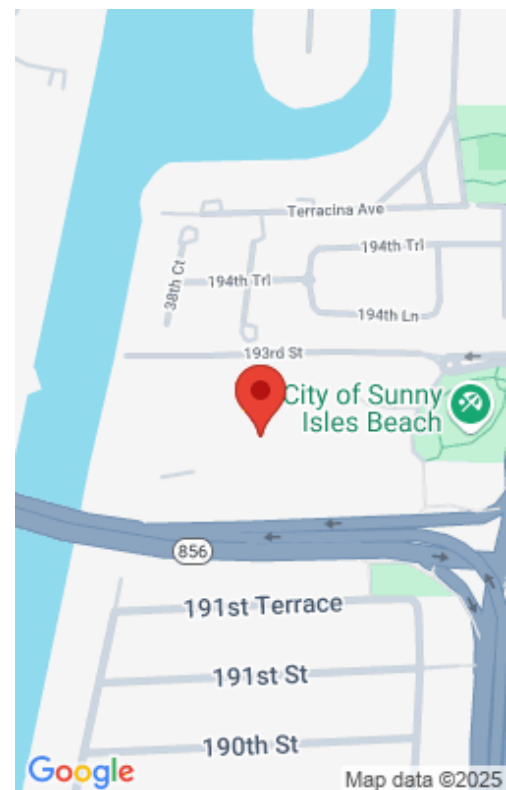 Terracina Ave
194th Trl
38th Ct
194th Trl
194th Ln
193rd St
City of Sunny
Isles Beach
856
191st Terrace
191st St
190th St
Google
Map data ©2025